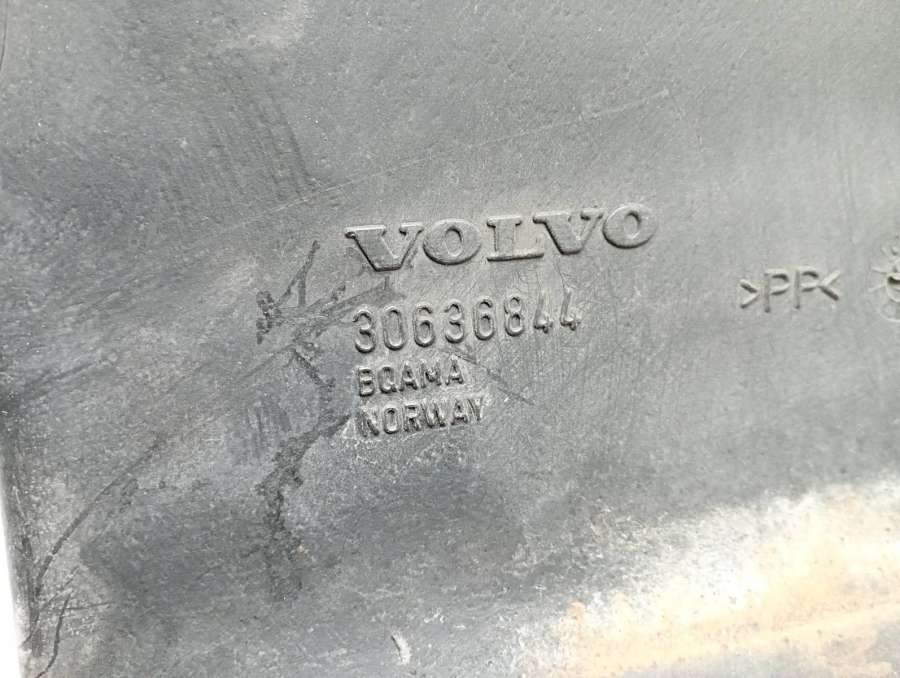 VOLVO
30636844
BQAMA
NORWAY
>PP<